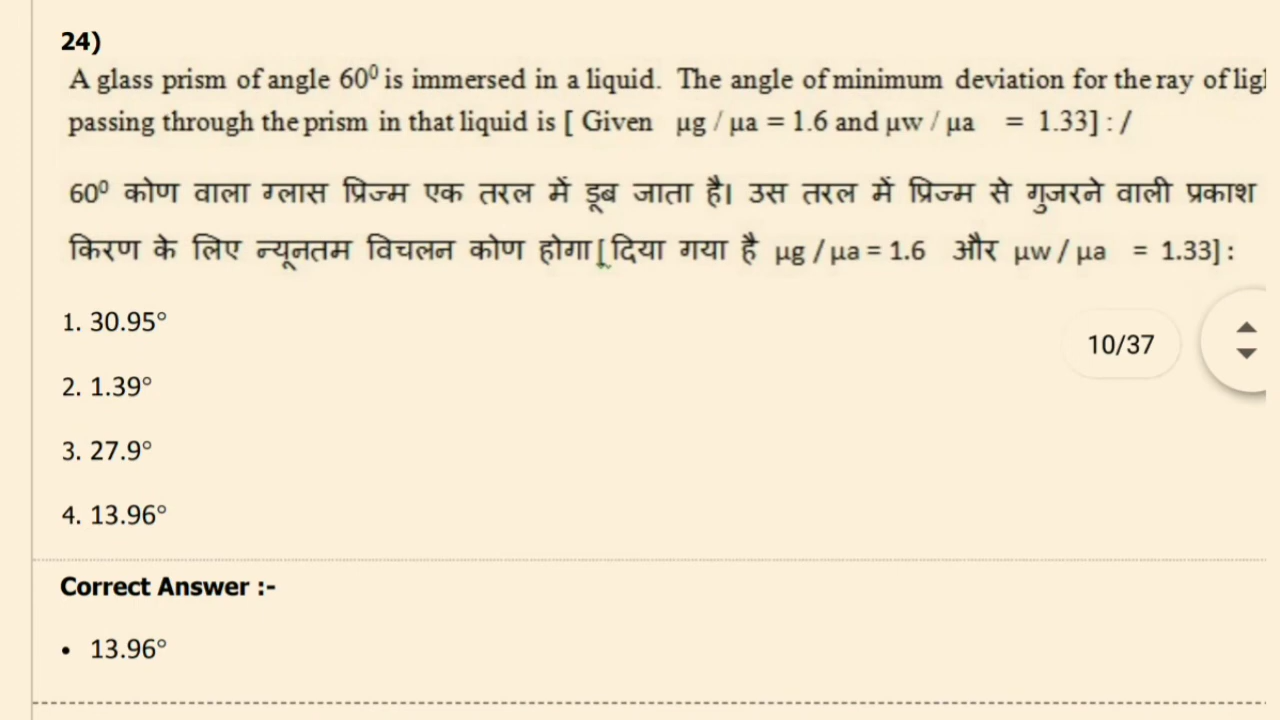 24)
A glass prism of angle 60⁰ is immersed in a liquid. The angle of minimum deviation for the ray of
passing through the prism in that liquid is [ Given μg / μa = 1.6 and μw / μa = 1.33] : /
60⁰ कोण वाला ग्लास प्रिज्म एक तरल में डूब जाता है। उस तरल में प्रिज्म से गुजरने वाली प्रकाश
किरण के लिए न्यूनतम विचलन कोण होगा [ दिया गया है μg / μa = 1.6 और μw / μa = 1.33] :
1. 30.95°
10/37
2. 1.39°
3. 27.9°
4. 13.96°
Correct Answer :-
• 13.96°